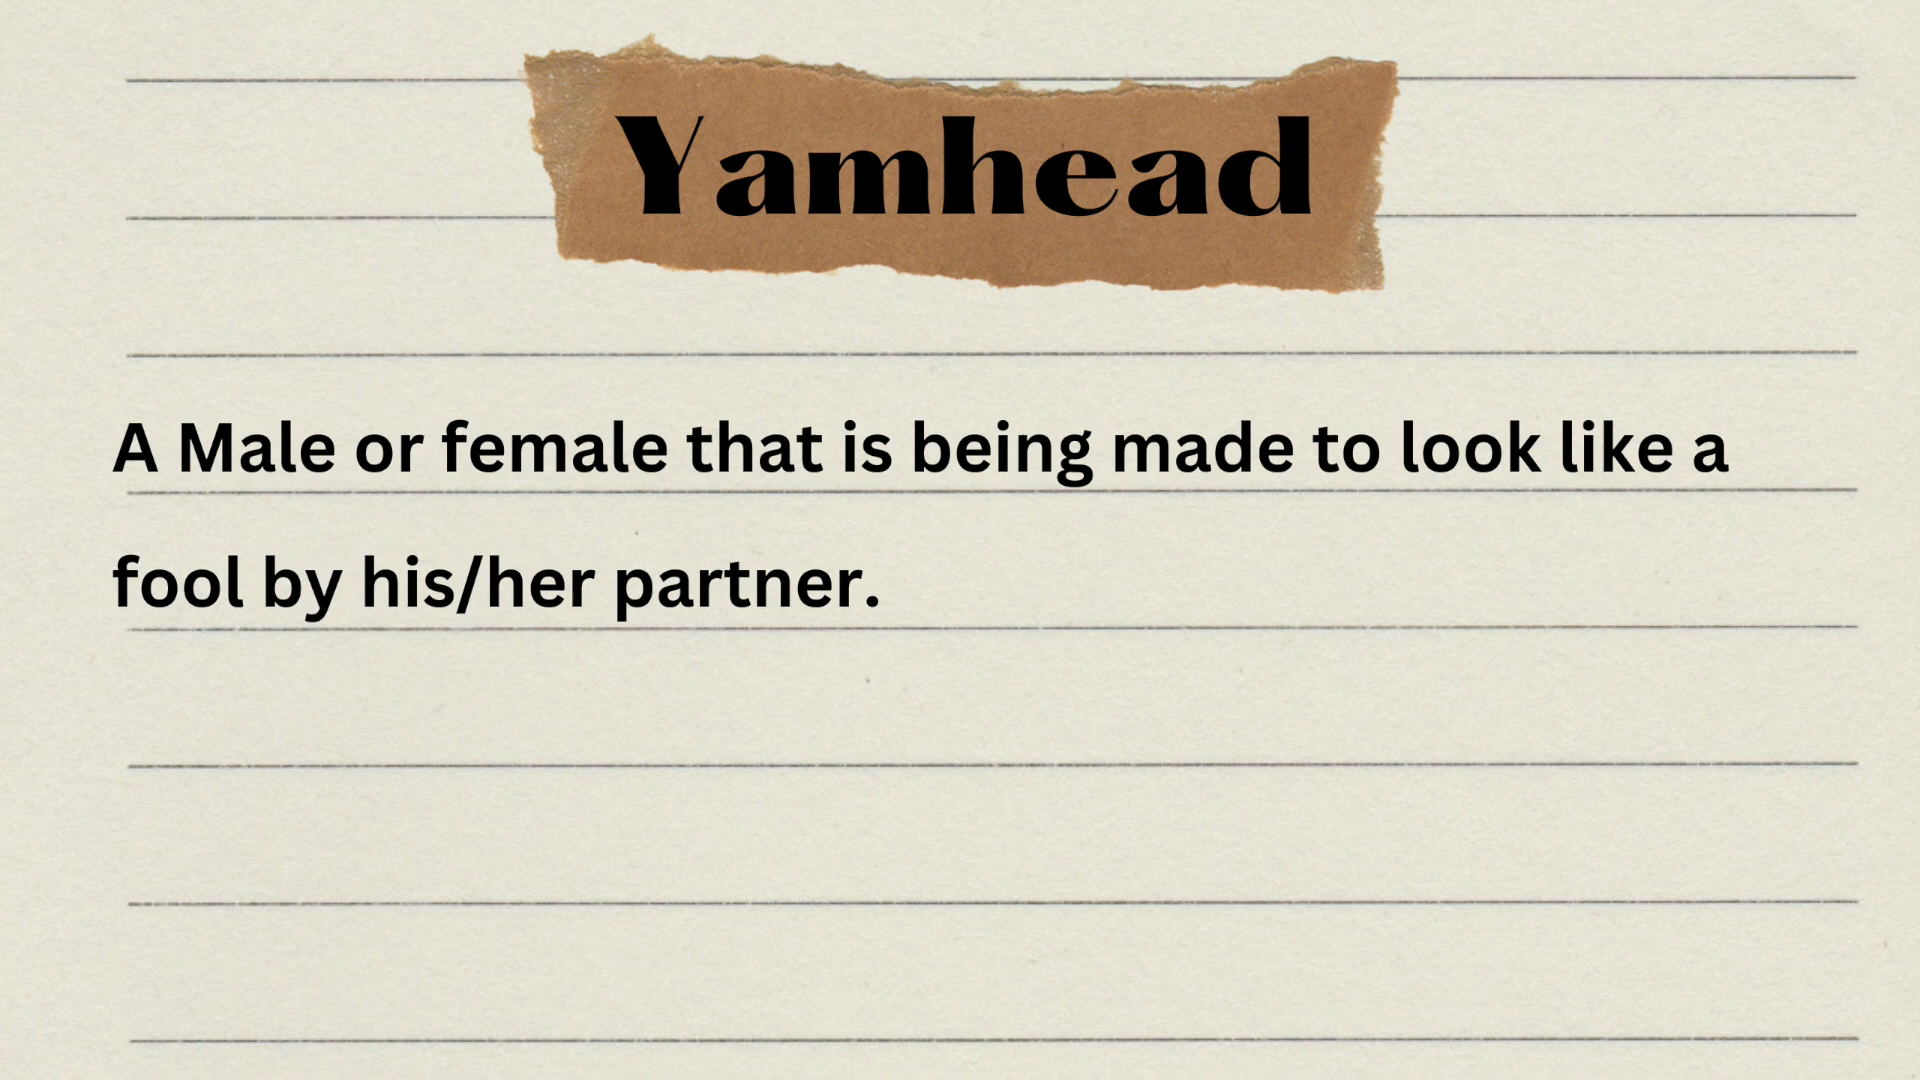 Yamhead
A Male or female that is being made to look like a
fool by his/her partner.